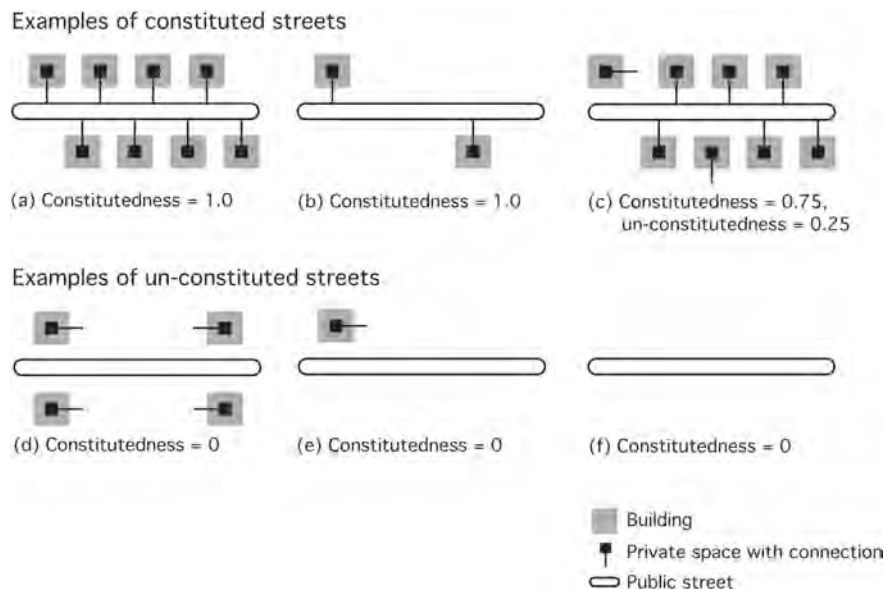 Examples of constituted streets
(a) Constitutedness = 1.0
(b) Constitutedness = 1.0
(c) Constitutedness = 0.75,
un-constitutedness = 0.25
Examples of un-constituted streets
(d) Constitutedness = 0
(e) Constitutedness = 0
(f) Constitutedness = 0
Building
Private space with connection
Public street